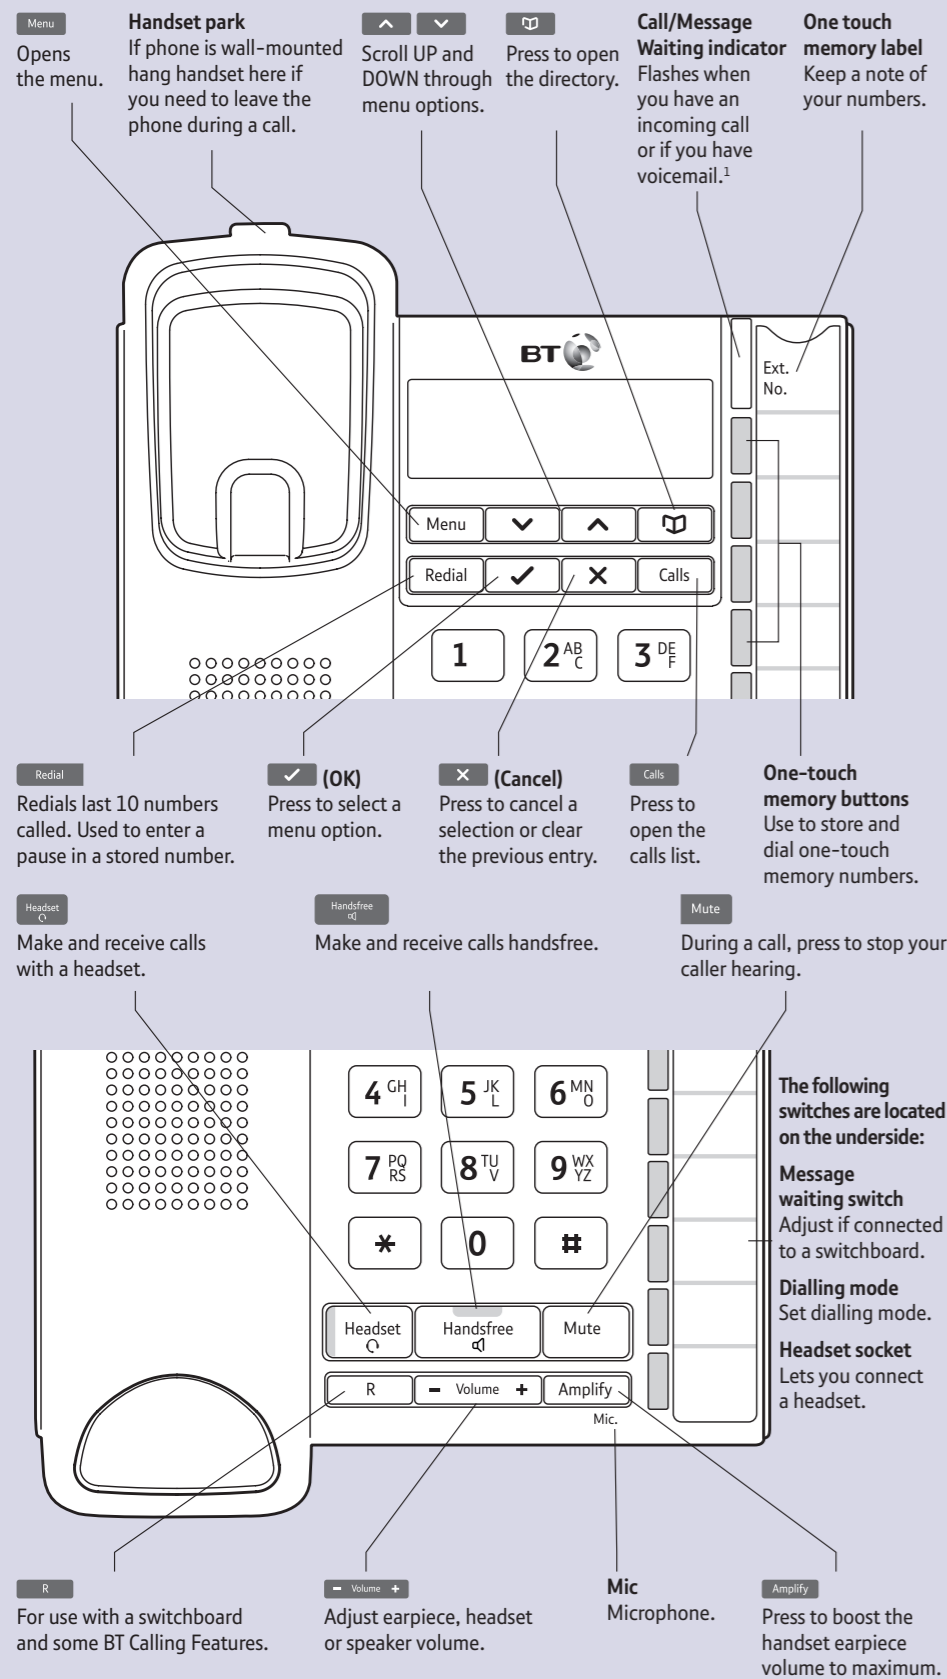 Menu
Opens
the menu.
Handset park
If phone is wall-mounted
hang handset here if
you need to leave the
phone during a call.
Scroll UP and
DOWN through
menu options.
Press to open
the directory.
Call/Message
Waiting indicator
Flashes when
you have an
incoming call
or if you have
voicemail.1
One touch
memory label
Keep a note of
your numbers.
BT
Ext.
No.
Menu
Redial
Calls
1
2 AB
C
3 DE
F
Redial
Redials last 10 numbers
called. Used to enter a
pause in a stored number.
(OK)
Press to select a
menu option.
(Cancel)
Press to cancel a
selection or clear
the previous entry.
Calls
Press to
open the
calls list.
One-touch
memory buttons
Use to store and
dial one-touch
memory numbers.
Headset
Make and receive calls
with a headset.
Handsfree
Make and receive calls handsfree.
Mute
During a call, press to stop your
caller hearing.
4 GH
I
5 JK
L
6 MN
O
7 PQ
RS
8 TU
V
9 WX
YZ
* 0 #
Headset
Handsfree
Mute
R
- Volume +
Amplify
Mic.
The following
switches are located
on the underside:
Message
waiting switch
Adjust if connected
to a switchboard.
Dialling mode
Set dialling mode.
Headset socket
Lets you connect
a headset.
R
For use with a switchboard
and some BT Calling Features.
- Volume +
Adjust earpiece, headset
or speaker volume.
Mic
Microphone.
Amplify
Press to boost the
handset earpiece
volume to maximum.